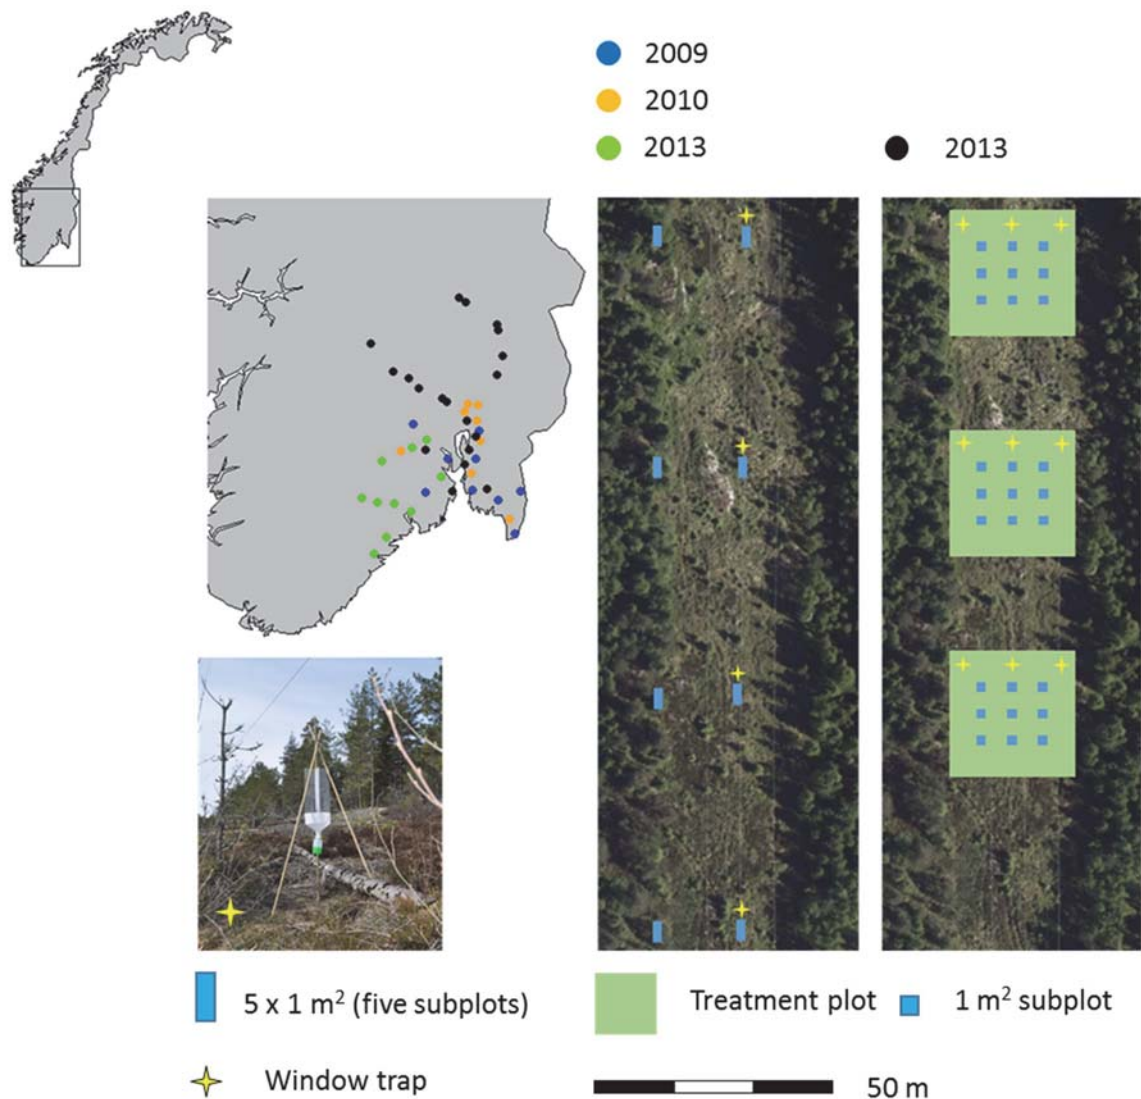 2009
2010
2013
2013
5 x 1 m² (five subplots)
Treatment plot
1 m² subplot
Window trap
50 m